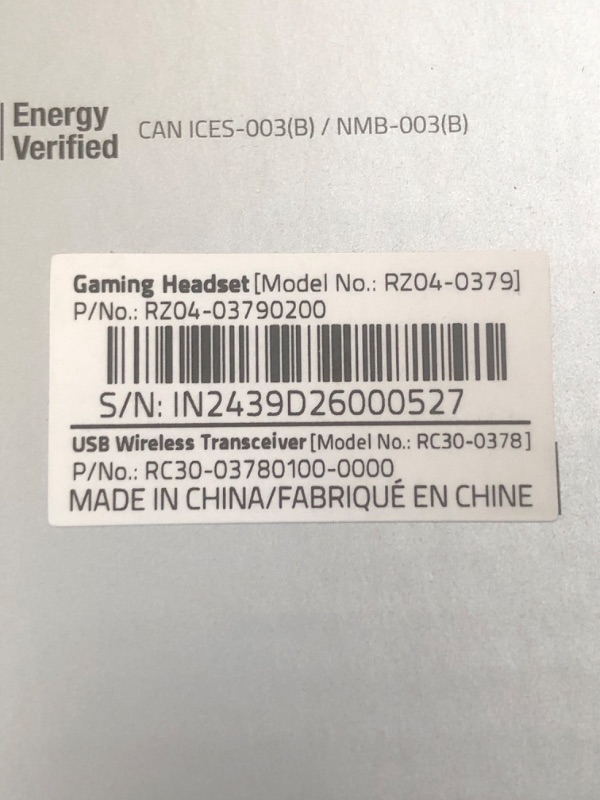 Energy
Verified
CAN ICES-003(B) / NMB-003(B)
Gaming Headset [Model No.: RZ04-0379]
P/No.: RZ04-03790200
S/N: IN2439D26000527
USB Wireless Transceiver [Model No.: RC30-0378]
P/No.: RC30-03780100-0000
MADE IN CHINA/FABRIQUÉ EN CHINE